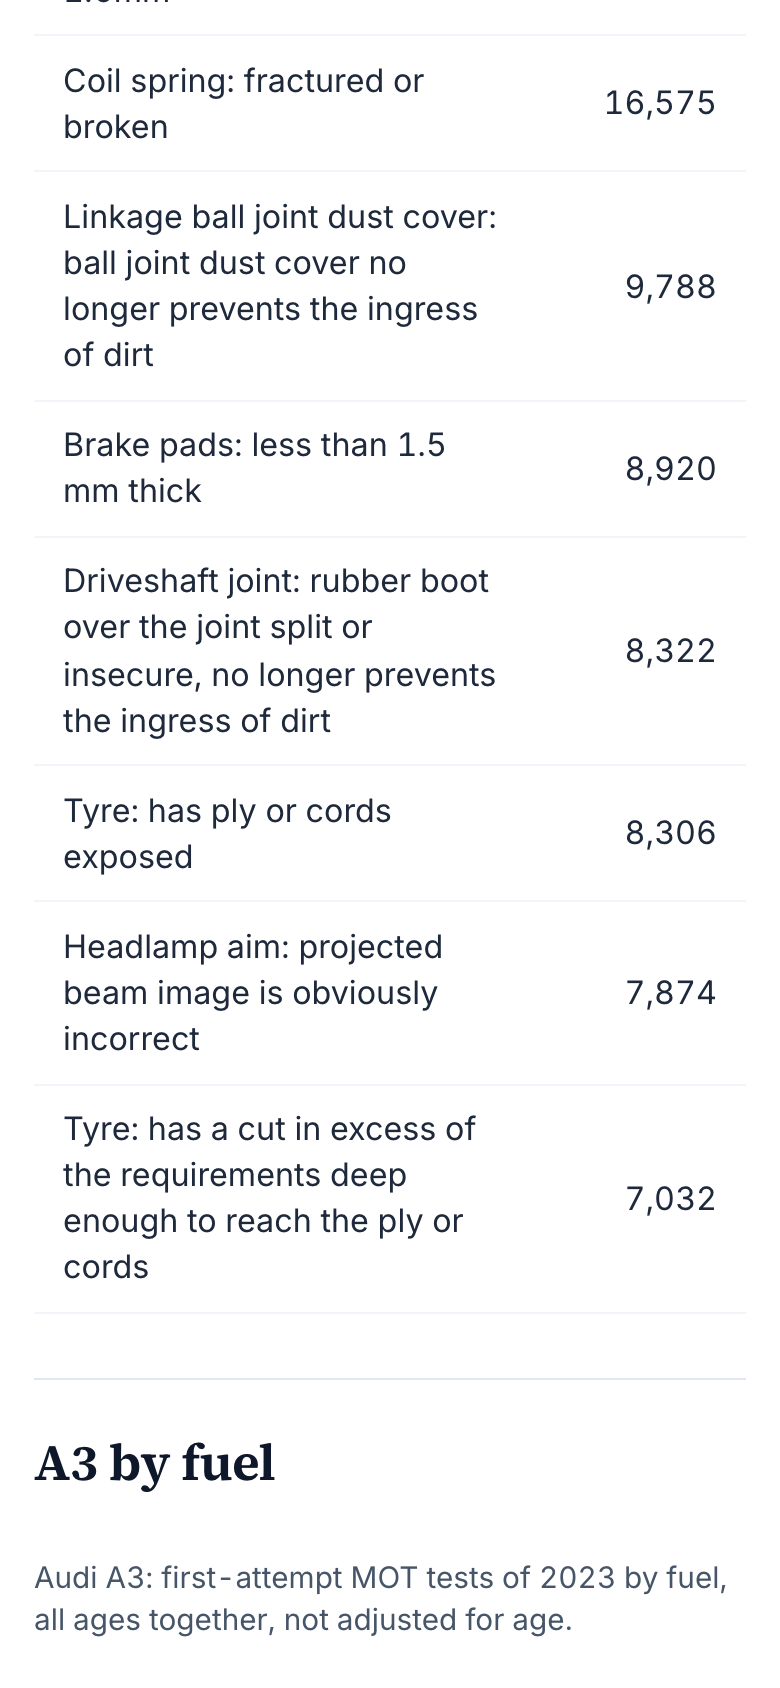 Coil spring: fractured or
broken
16,575
Linkage ball joint dust cover:
ball joint dust cover no
longer prevents the ingress
of dirt
9,788
Brake pads: less than 1.5
mm thick
8,920
Driveshaft joint: rubber boot
over the joint split or
insecure, no longer prevents
the ingress of dirt
8,322
Tyre: has ply or cords
exposed
8,306
Headlamp aim: projected
beam image is obviously
incorrect
7,874
Tyre: has a cut in excess of
the requirements deep
enough to reach the ply or
cords
7,032
A3 by fuel
Audi A3: first-attempt MOT tests of 2023 by fuel,
all ages together, not adjusted for age.